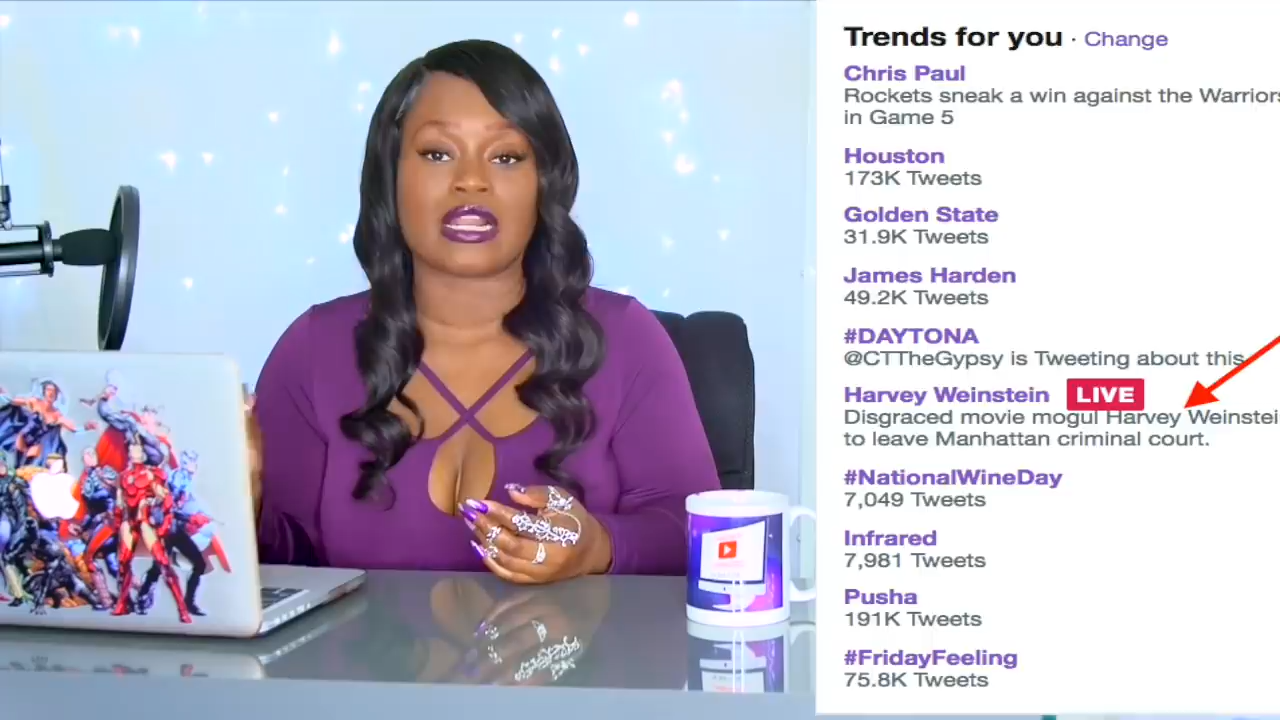 Trends for you · Change
Chris Paul
Rockets sneak a win against the Warriors
in Game 5
Houston
173K Tweets
Golden State
31.9K Tweets
James Harden
49.2K Tweets
#DAYTONA
@CTTheGypsy is Tweeting about this
Harvey Weinstein LIVE
Disgraced movie mogul Harvey Weinstei
to leave Manhattan criminal court.
#NationalWineDay
7,049 Tweets
Infrared
7,981 Tweets
Pusha
191K Tweets
#FridayFeeling
75.8K Tweets